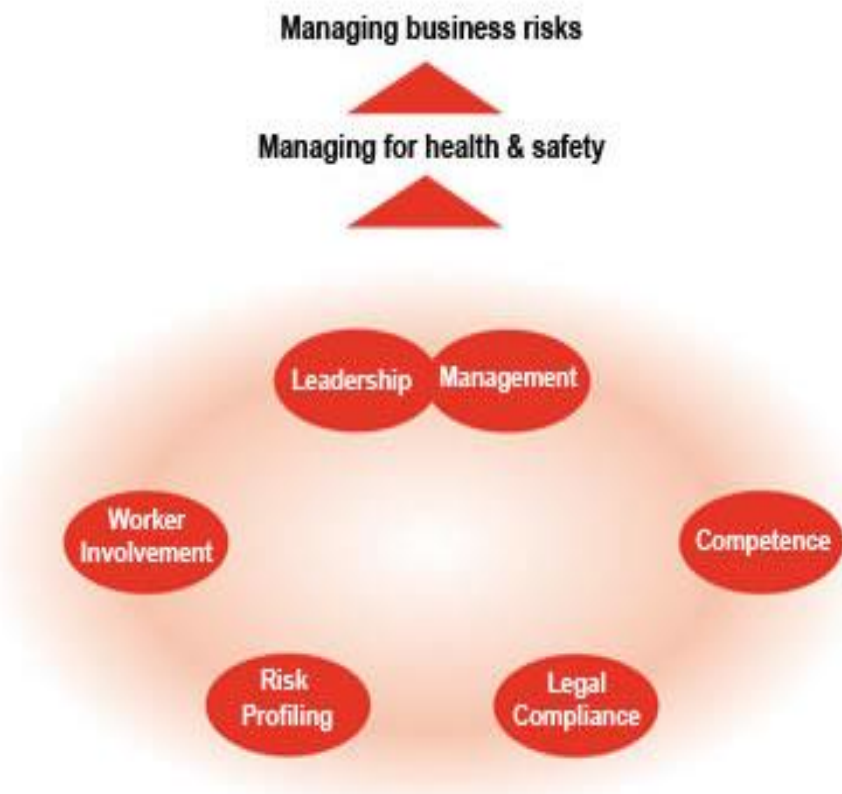 Managing business risks
Managing for health & safety
Leadership
Management
Worker
Involvement
Competence
Risk
Profiling
Legal
Compliance